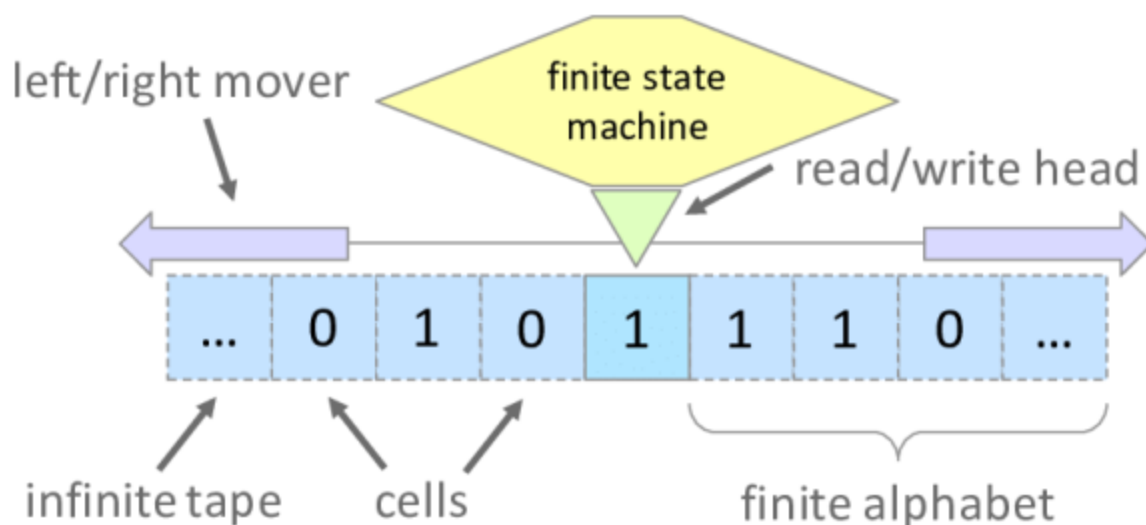 finite state
machine
left/right mover
read/write head
... 0 1 0 1 1 1 0 ...
infinite tape
cells
finite alphabet